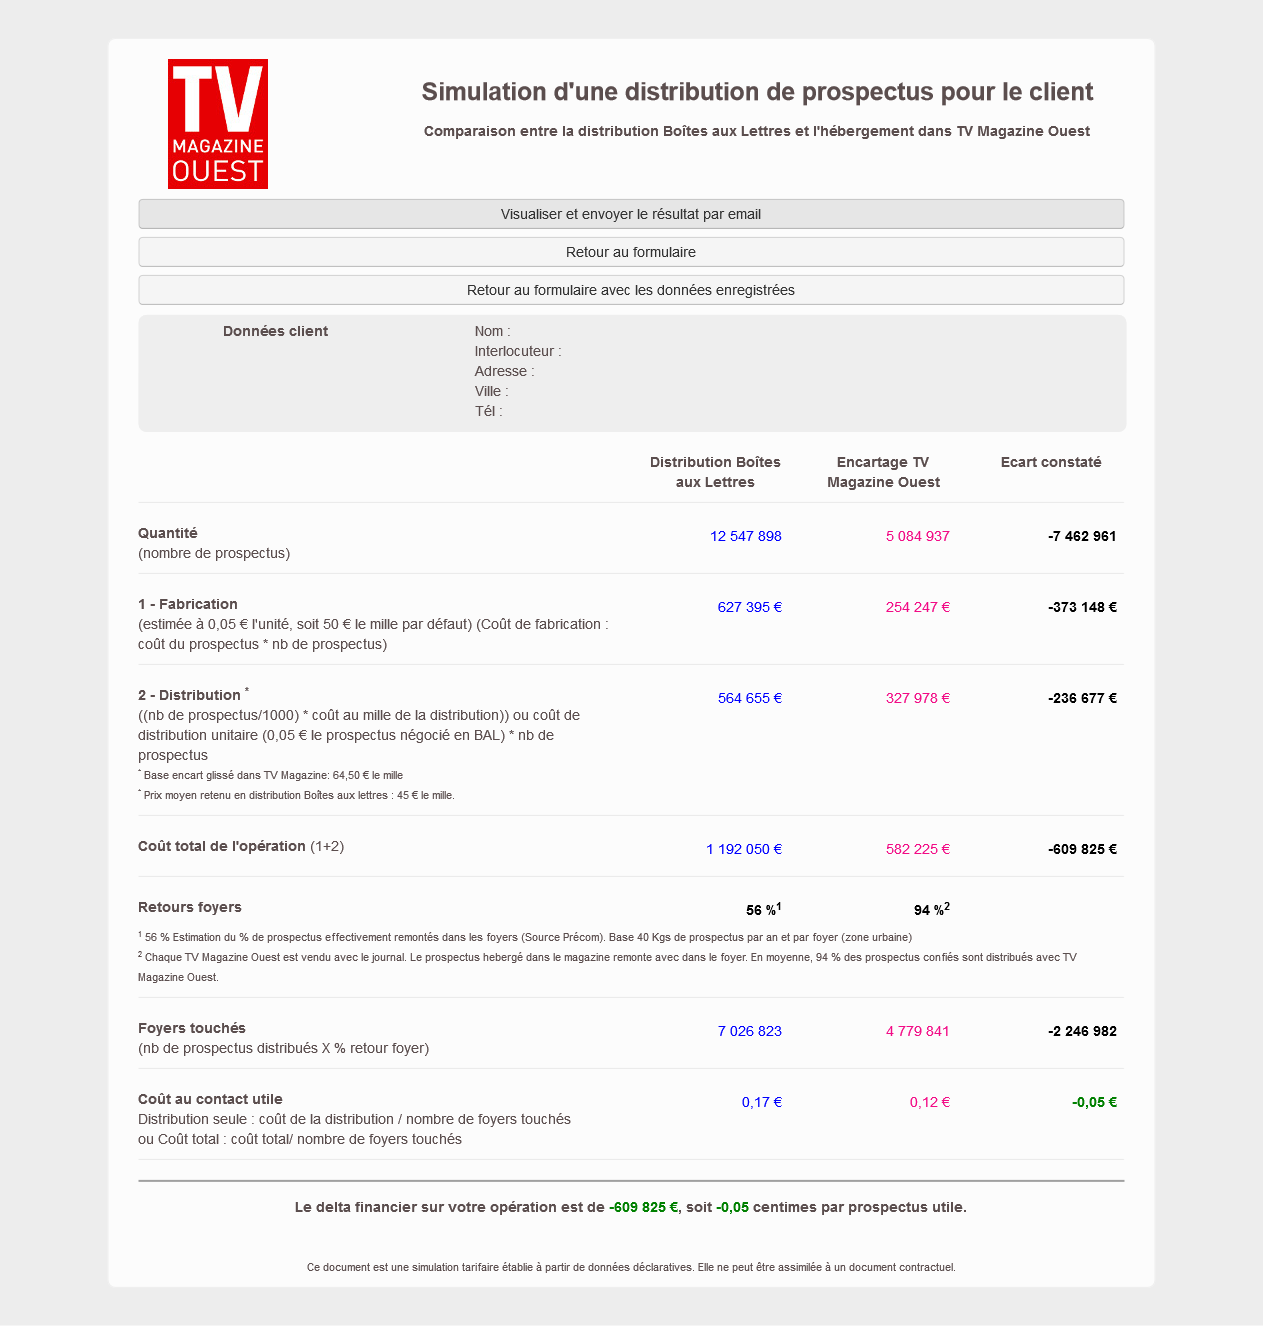 TV
MAGAZINE
OUEST
Simulation d'une distribution de prospectus pour le client
Comparaison entre la distribution Boîtes aux Lettres et l'hébergement dans TV Magazine Ouest
Visualiser et envoyer le résultat par email
Retour au formulaire
Retour au formulaire avec les données enregistrées
Données client
Nom :
Interlocuteur :
Adresse :
Ville :
Tél :
Distribution Boîtes aux Lettres
Encartage TV Magazine Ouest
Ecart constaté
Quantité
(nombre de prospectus)
12 547 898
5 084 937
-7 462 961
1 - Fabrication
(estimée à 0,05 € l'unité, soit 50 € le mille par défaut) (Coût de fabrication :
coût du prospectus * nb de prospectus)
627 395 €
254 247 €
-373 148 €
2 - Distribution *
((nb de prospectus/1000) * coût au mille de la distribution)) ou coût de
distribution unitaire (0,05 € le prospectus négocié en BAL) * nb de
prospectus
* Base encart glissé dans TV Magazine: 64,50 € le mille
* Prix moyen retenu en distribution Boîtes aux lettres : 45 € le mille.
564 655 €
327 978 €
-236 677 €
Coût total de l'opération (1+2)
1 192 050 €
582 225 €
-609 825 €
Retours foyers
56 %1
94 %2
1 56 % Estimation du % de prospectus effectivement remontés dans les foyers (Source Précom). Base 40 Kgs de prospectus par an et par foyer (zone urbaine)
2 Chaque TV Magazine Ouest est vendu avec le journal. Le prospectus hebergé dans le magazine remonte avec dans le foyer. En moyenne, 94 % des prospectus confiés sont distribués avec TV
Magazine Ouest.
Foyers touchés
(nb de prospectus distribués X % retour foyer)
7 026 823
4 779 841
-2 246 982
Coût au contact utile
Distribution seule : coût de la distribution / nombre de foyers touchés
ou Coût total : coût total/ nombre de foyers touchés
0,17 €
0,12 €
-0,05 €
Le delta financier sur votre opération est de -609 825 €, soit -0,05 centimes par prospectus utile.
Ce document est une simulation tarifaire établie à partir de données déclaratives. Elle ne peut être assimilée à un document contractuel.